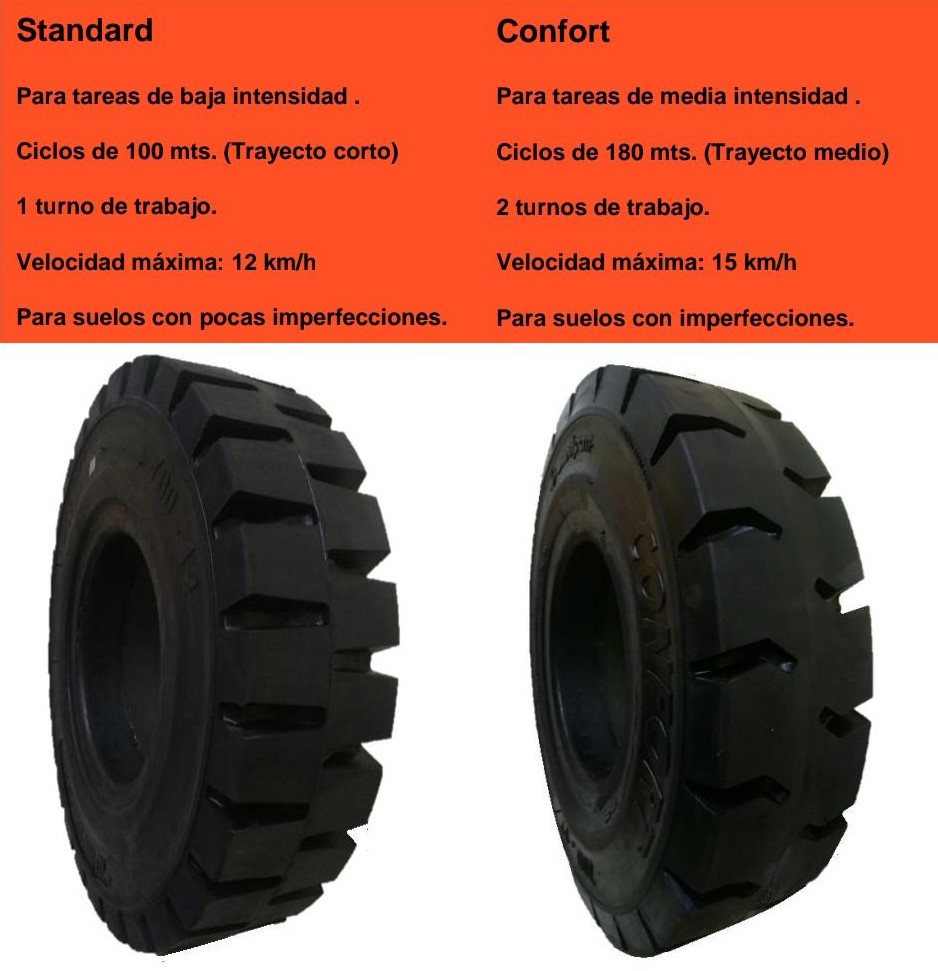 Standard
Para tareas de baja intensidad .
Ciclos de 100 mts. (Trayecto corto)
1 turno de trabajo.
Velocidad máxima: 12 km/h
Para suelos con pocas imperfecciones.
Confort
Para tareas de media intensidad .
Ciclos de 180 mts. (Trayecto medio)
2 turnos de trabajo.
Velocidad máxima: 15 km/h
Para suelos con imperfecciones.
CONFORT